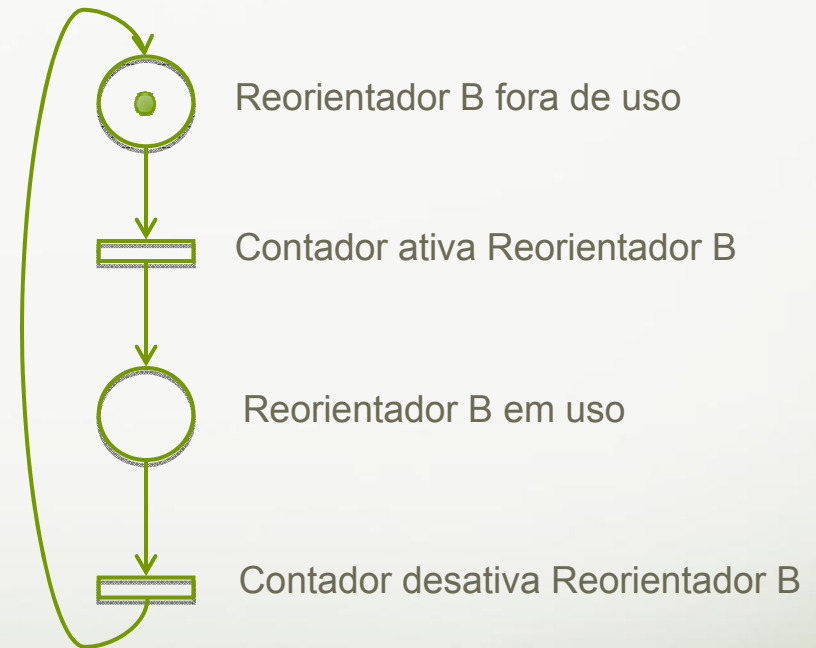 Reorientador B fora de uso
Contador ativa Reorientador B
Reorientador B em uso
Contador desativa Reorientador B